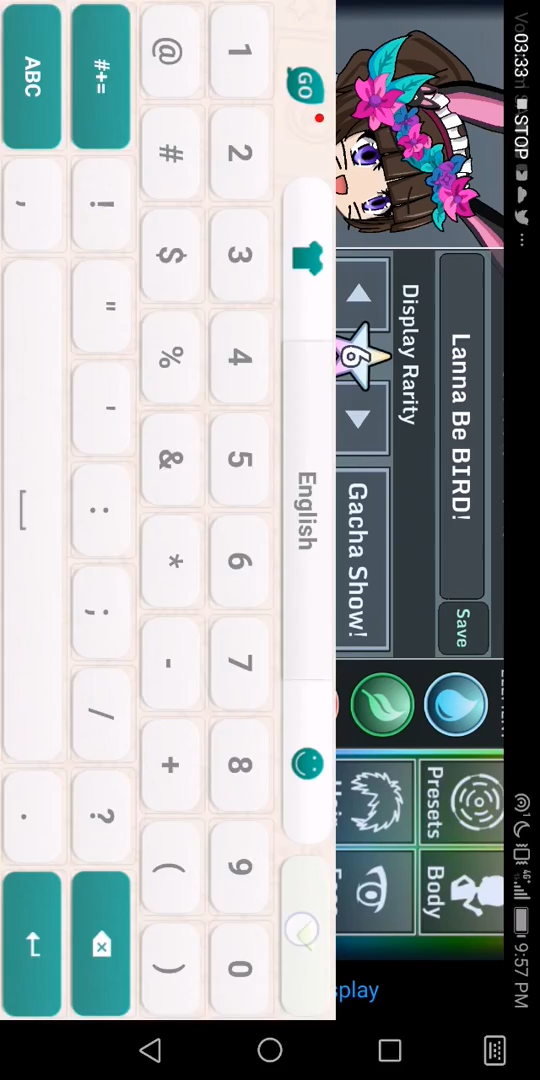 03:33 STOP ... 4G+ 9:57 PM
Lanna Be BIRD! Save
Display Rarity
6
Gacha Show!
Presets Body
splay
GO English
1 2 3 4 5 6 7 8 9 0
@ # $ % & * - + ( )
#+= ! " ' : ; / ?
ABC , .